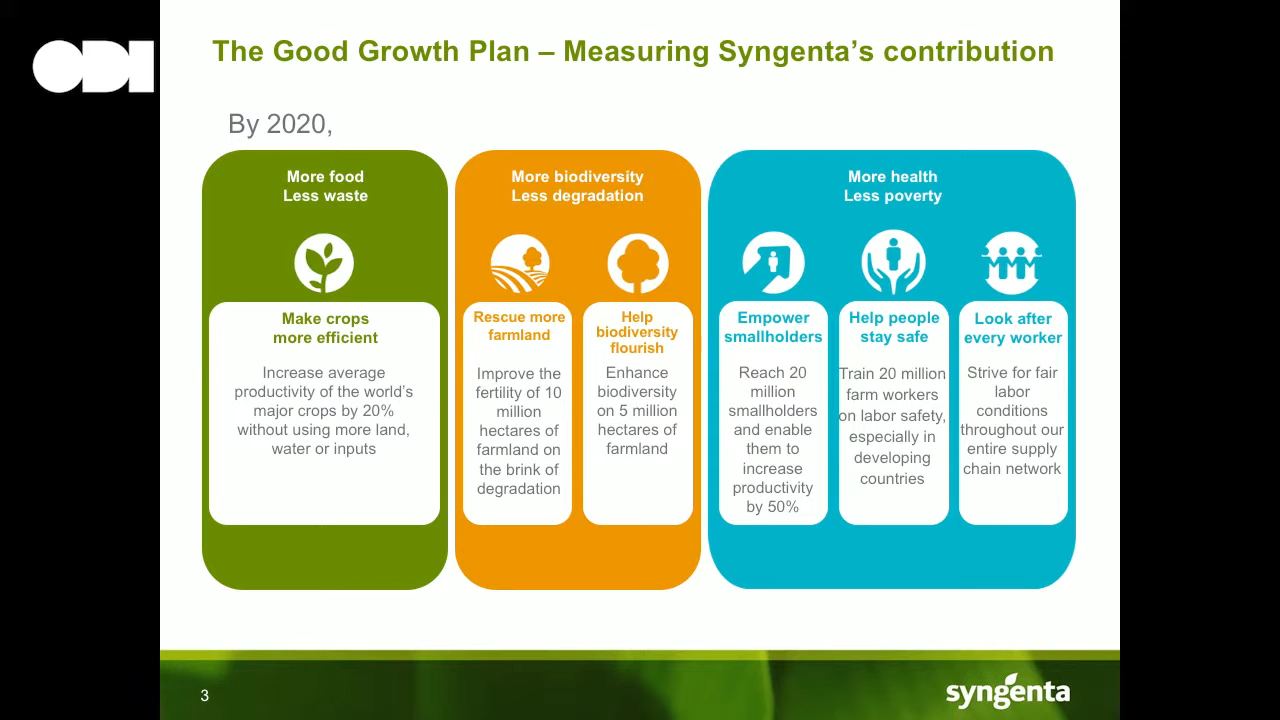 ODI
The Good Growth Plan – Measuring Syngenta's contribution
By 2020,
More food
Less waste
Make crops
more efficient
Increase average
productivity of the world's
major crops by 20%
without using more land,
water or inputs
More biodiversity
Less degradation
Rescue more
farmland
Improve the
fertility of 10
million
hectares of
farmland on
the brink of
degradation
Help
biodiversity
flourish
Enhance
biodiversity
on 5 million
hectares of
farmland
More health
Less poverty
Empower
smallholders
Reach 20
million
smallholders
and enable
them to
increase
productivity
by 50%
Help people
stay safe
Train 20 million
farm workers
on labor safety,
especially in
developing
countries
Look after
every worker
Strive for fair
labor
conditions
throughout our
entire supply
chain network
3
syngenta